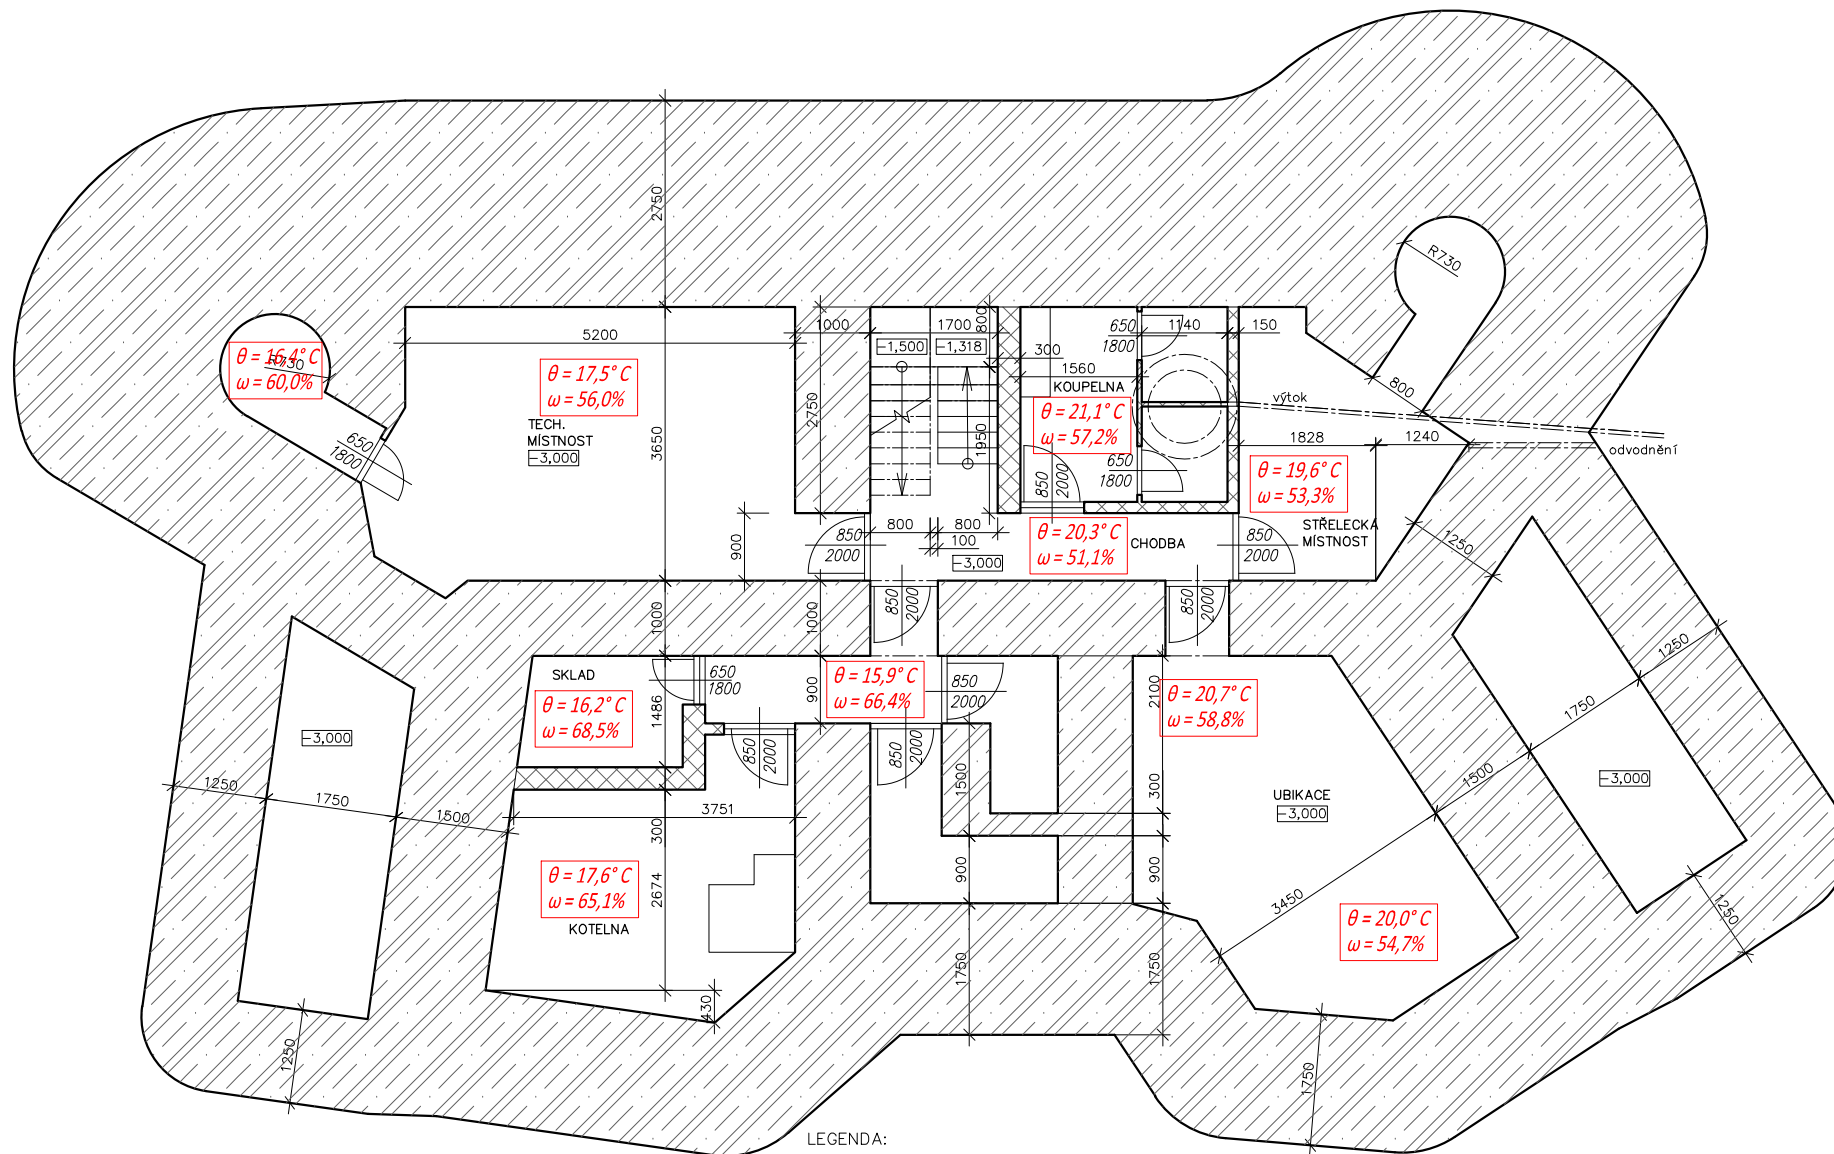 2750
R730
1000
1700
800
650
1800
1140
150
5200
-1,500
-1,318
300
θ = 16,4° C
ω = 60,0%
R730
θ = 17,5° C
ω = 56,0%
1560
KOUPELNA
800
výtok
2750
θ = 21,1° C
ω = 57,2%
TECH.
MÍSTNOST
-3,000
650
1800
3650
1950
1828
1240
odvodnění
650
1800
850
2000
θ = 19,6° C
ω = 53,3%
900
850
2000
800
800
100
-3,000
θ = 20,3° C
ω = 51,1%
CHODBA
850
2000
STŘELECKÁ
MÍSTNOST
1250
1000
1000
850
2000
850
2000
1250
SKLAD
650
1800
900
θ = 15,9° C
ω = 66,4%
850
2000
2100
θ = 20,7° C
ω = 58,8%
1750
θ = 16,2° C
ω = 68,5%
1486
-3,000
850
2000
850
2000
1250
1750
1500
3751
300
1500
300
UBIKACE
-3,000
1500
-3,000
θ = 17,6° C
ω = 65,1%
2674
900
900
3450
1250
KOTELNA
θ = 20,0° C
ω = 54,7%
430
1750
1750
1250
1750
LEGENDA: